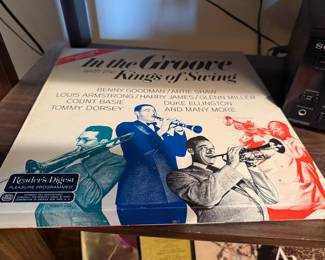 In the Groove
with the
Kings of Swing
BENNY GOODMAN/ARTIE SHAW
LOUIS ARMSTRONG/HARRY JAMES/GLENN MILLER
COUNT BASIE DUKE ELLINGTON
TOMMY DORSEY AND MANY MORE
Reader's Digest
PLEASURE PROGRAMMED